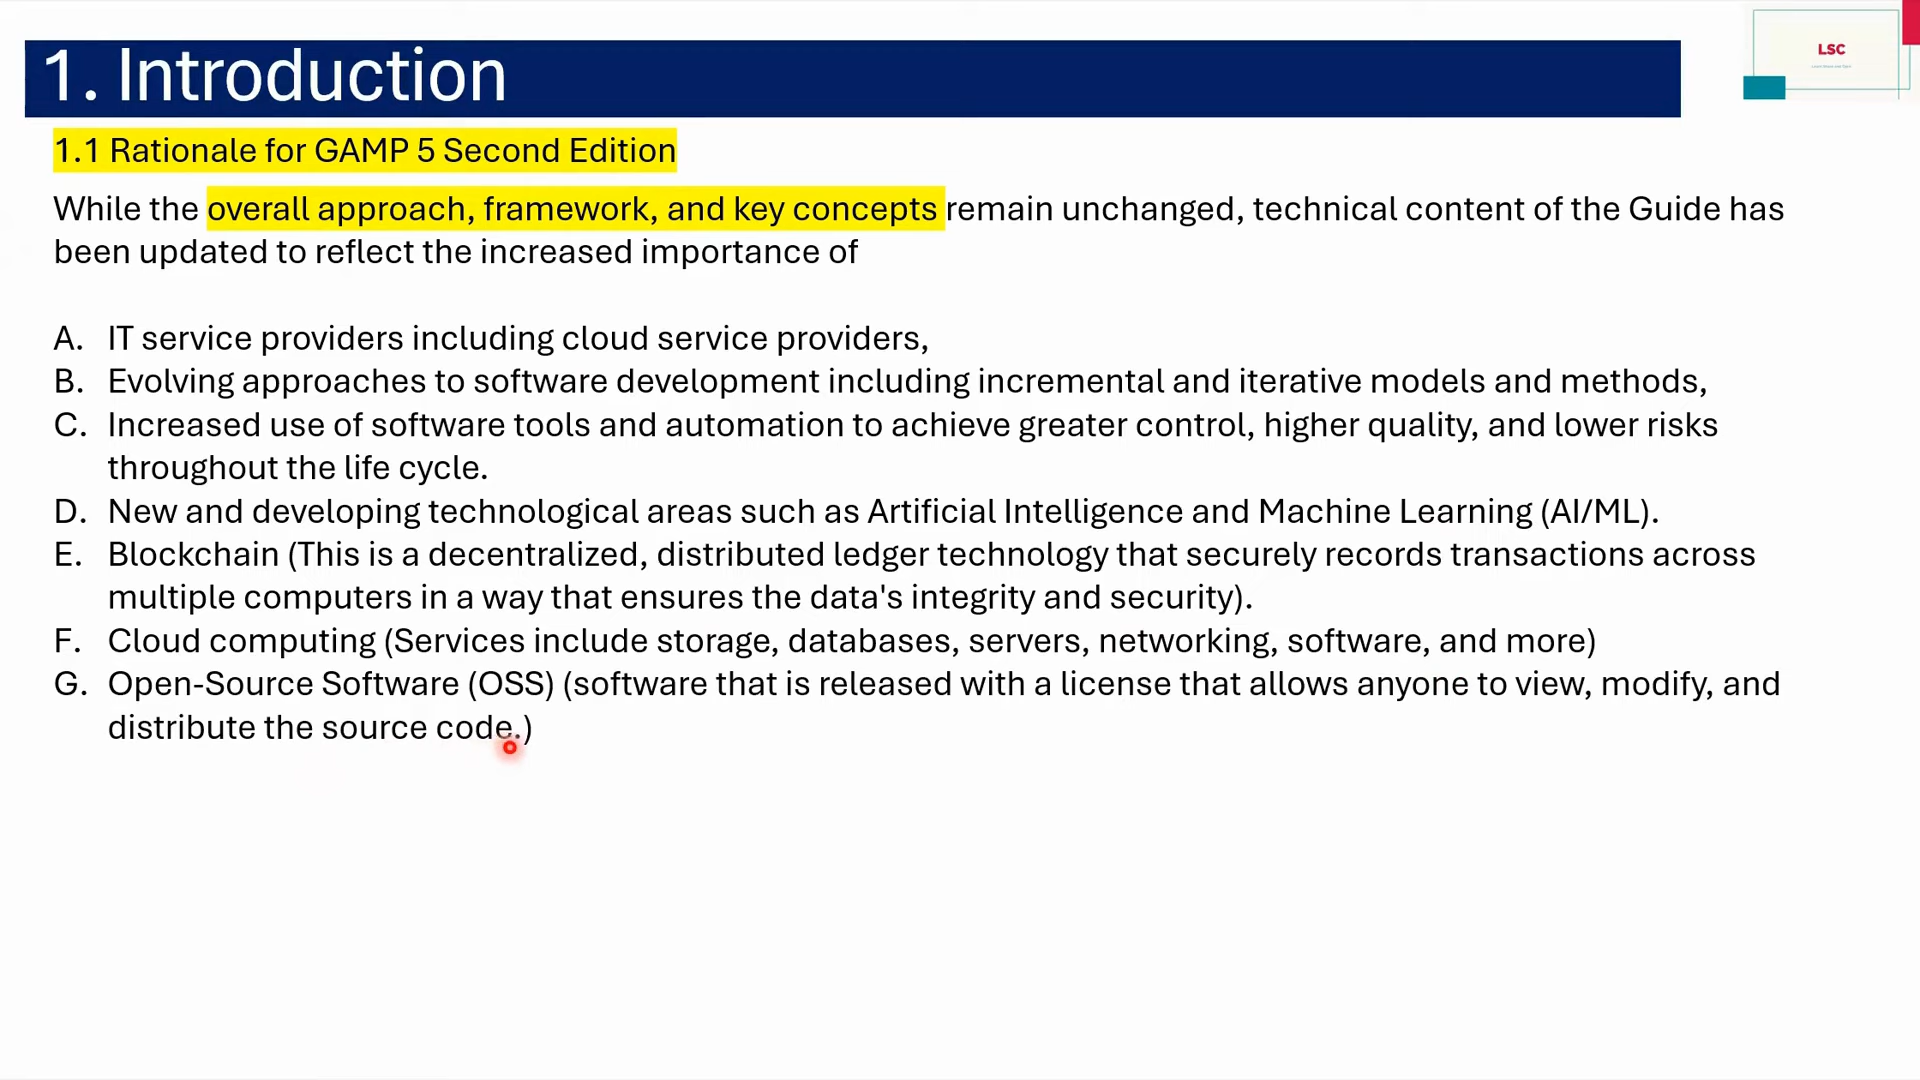 1. Introduction
LSC
1.1 Rationale for GAMP 5 Second Edition
While the overall approach, framework, and key concepts remain unchanged, technical content of the Guide has
been updated to reflect the increased importance of
A. IT service providers including cloud service providers,
B. Evolving approaches to software development including incremental and iterative models and methods,
C. Increased use of software tools and automation to achieve greater control, higher quality, and lower risks
throughout the life cycle.
D. New and developing technological areas such as Artificial Intelligence and Machine Learning (AI/ML).
E. Blockchain (This is a decentralized, distributed ledger technology that securely records transactions across
multiple computers in a way that ensures the data's integrity and security).
F. Cloud computing (Services include storage, databases, servers, networking, software, and more)
G. Open-Source Software (OSS) (software that is released with a license that allows anyone to view, modify, and
distribute the source code.)